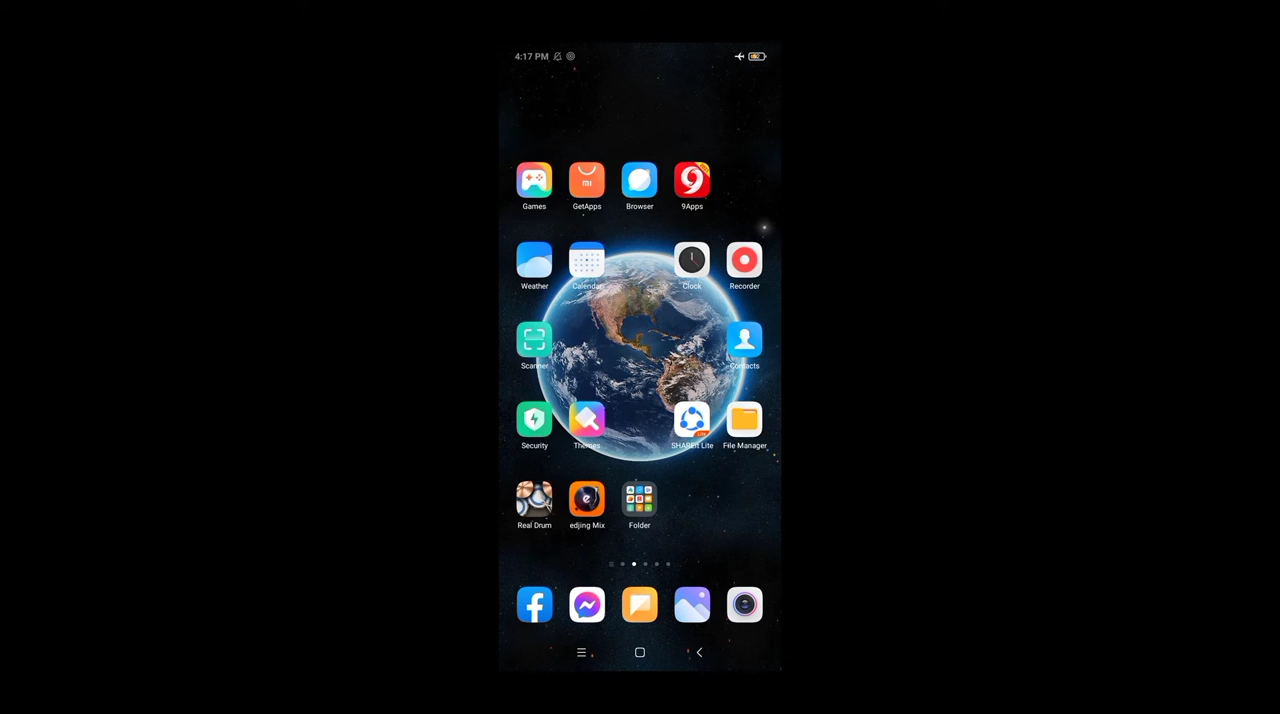 4:17 PM
Games GetApps Browser 9Apps
Weather Calendar Clock Recorder
Scanner Contacts
Security Themes SHAREit Lite File Manager
Real Drum edjing Mix Folder